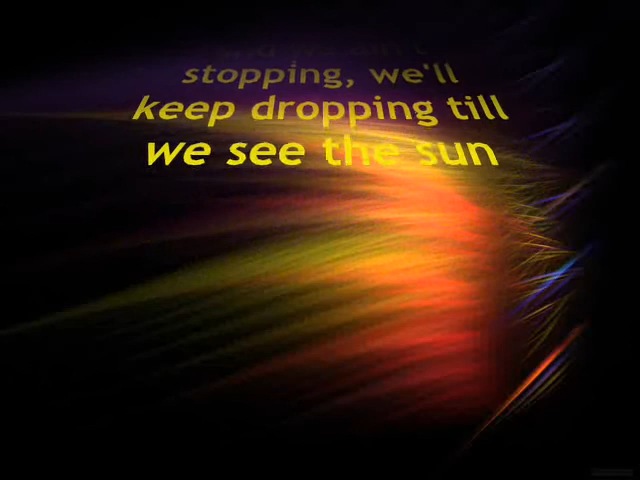 stopping, we'll
keep dropping till
we see the sun